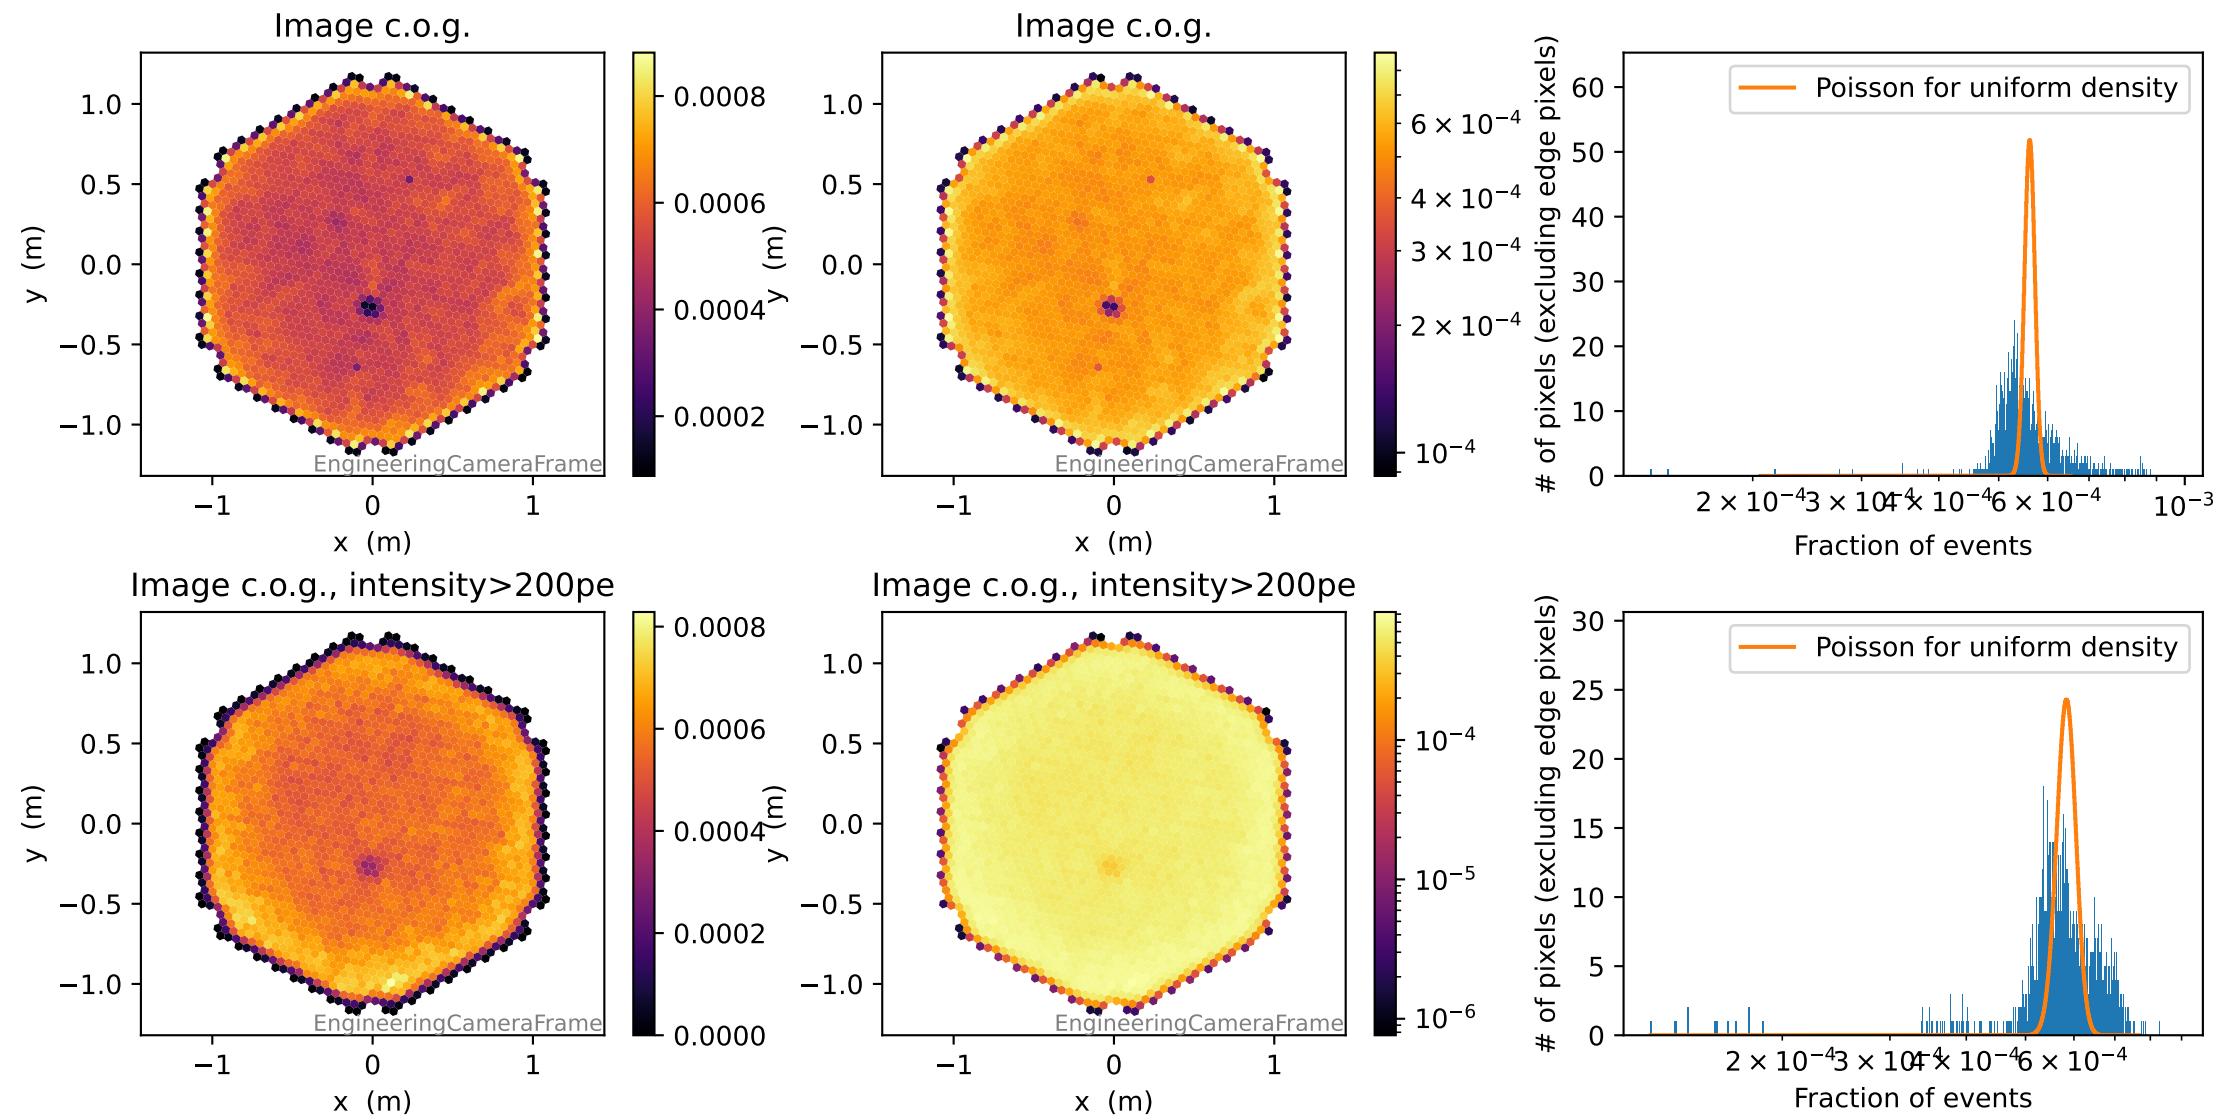 Image c.o.g.
1.0
0.5
0.0
−0.5
−1.0
y (m)
−1
0
1
x (m)
EngineeringCameraFrame
0.0008
0.0006
0.0004
0.0002
Image c.o.g.
1.0
0.5
0.0
−0.5
−1.0
y (m)
−1
0
1
x (m)
EngineeringCameraFrame
6 × 10⁻⁴
4 × 10⁻⁴
3 × 10⁻⁴
2 × 10⁻⁴
10⁻⁴
# of pixels (excluding edge pixels)
60
50
40
30
20
10
0
Poisson for uniform density
2 × 10⁻⁴
3 × 10⁻⁴
4 × 10⁻⁴
6 × 10⁻⁴
10⁻³
Fraction of events
Image c.o.g., intensity>200pe
1.0
0.5
0.0
−0.5
−1.0
y (m)
−1
0
1
x (m)
EngineeringCameraFrame
0.0008
0.0006
0.0004
0.0002
0.0000
Image c.o.g., intensity>200pe
1.0
0.5
0.0
−0.5
−1.0
y (m)
−1
0
1
x (m)
EngineeringCameraFrame
10⁻⁴
10⁻⁵
10⁻⁶
# of pixels (excluding edge pixels)
30
25
20
15
10
5
0
Poisson for uniform density
2 × 10⁻⁴
3 × 10⁻⁴
4 × 10⁻⁴
6 × 10⁻⁴
Fraction of events